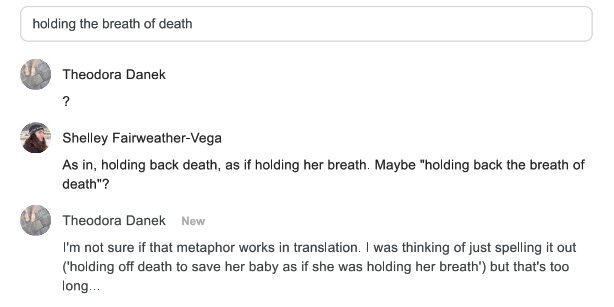 holding the breath of death
Theodora Danek
?
Shelley Fairweather-Vega
As in, holding back death, as if holding her breath. Maybe "holding back the breath of
death"?
Theodora Danek New
I'm not sure if that metaphor works in translation. I was thinking of just spelling it out
('holding off death to save her baby as if she was holding her breath') but that's too
long...